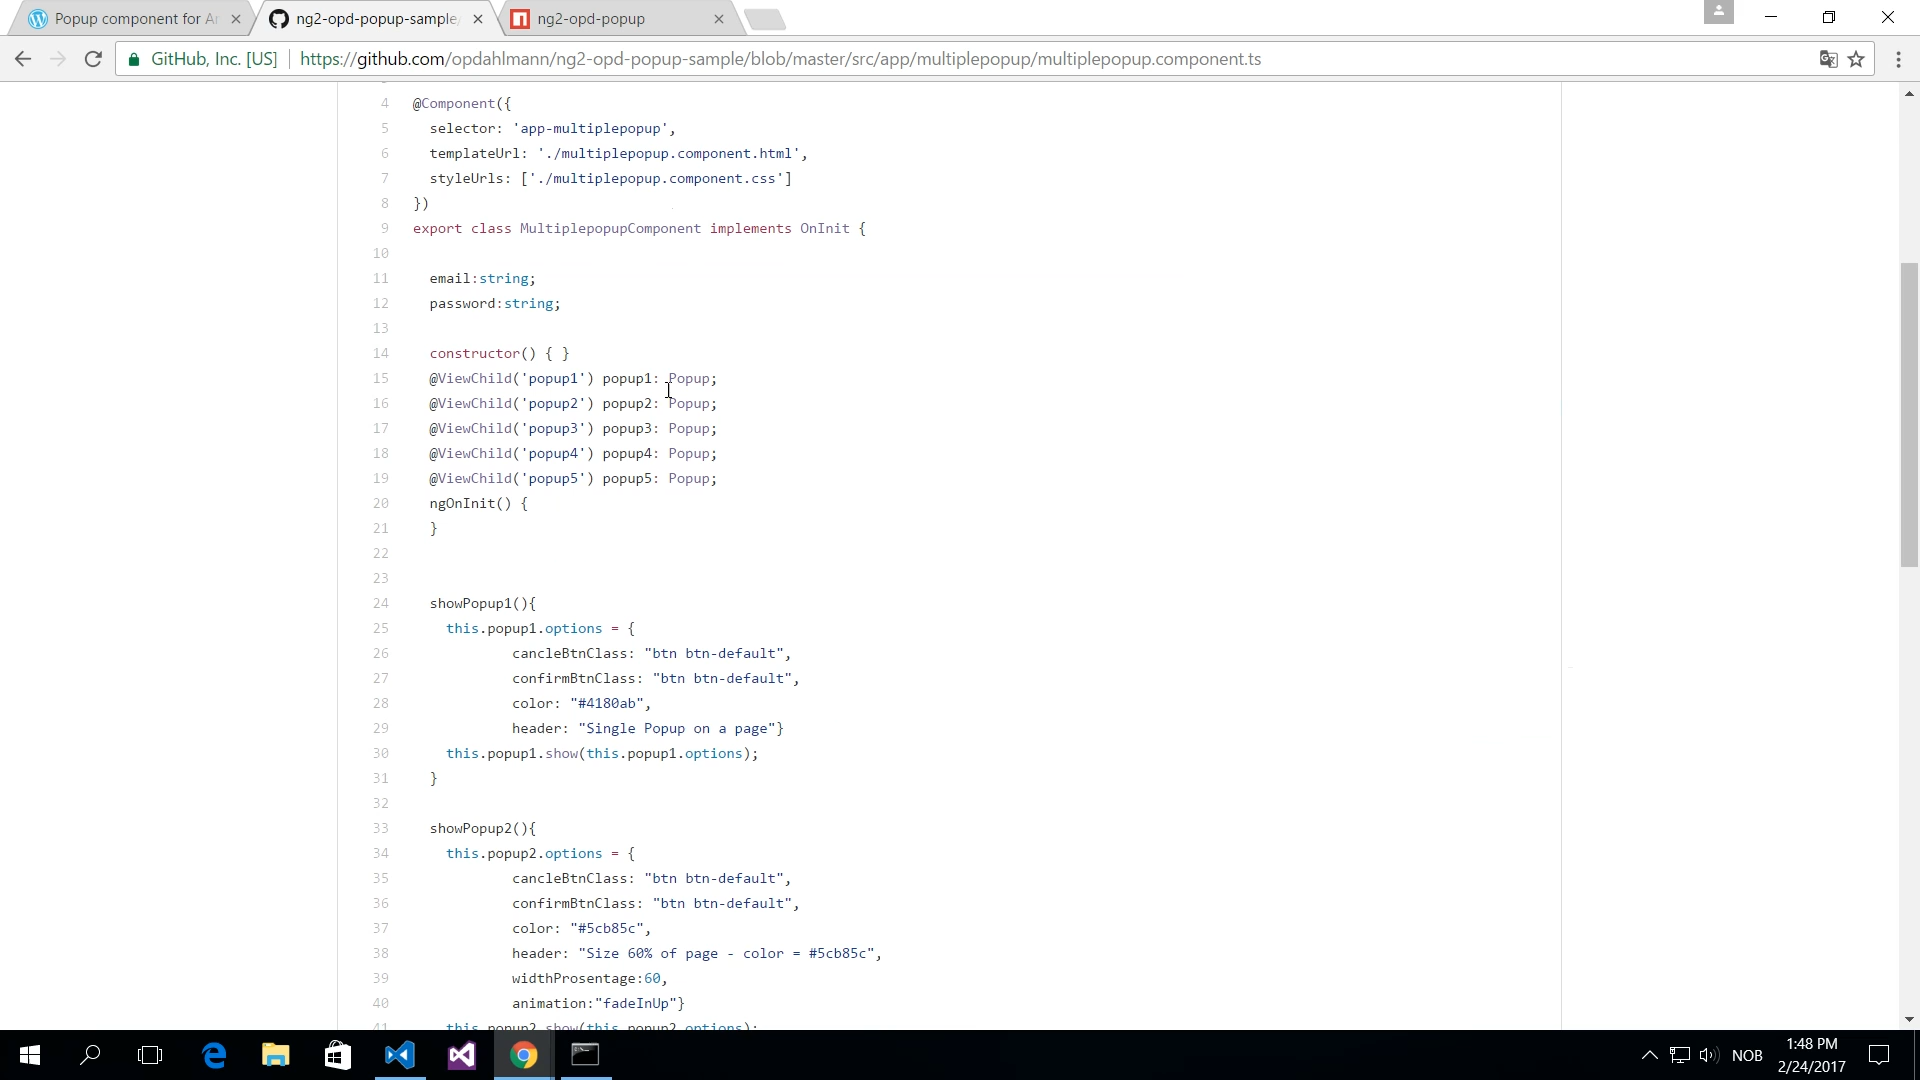 Popup component for A
ng2-opd-popup-sample/
ng2-opd-popup
GitHub, Inc. [US]
https://github.com/opdahlmann/ng2-opd-popup-sample/blob/master/src/app/multiplepopup/multiplepopup.component.ts
4 @Component({
5 selector: 'app-multiplepopup',
6 templateUrl: './multiplepopup.component.html',
7 styleUrls: ['./multiplepopup.component.css']
8 })
9 export class MultiplepopupComponent implements OnInit {
10
11 email:string;
12 password:string;
13
14 constructor() { }
15 @ViewChild('popup1') popup1: Popup;
16 @ViewChild('popup2') popup2: Popup;
17 @ViewChild('popup3') popup3: Popup;
18 @ViewChild('popup4') popup4: Popup;
19 @ViewChild('popup5') popup5: Popup;
20 ngOnInit() {
21 }
22
23
24 showPopup1(){
25 this.popup1.options = {
26 cancleBtnClass: "btn btn-default",
27 confirmBtnClass: "btn btn-default",
28 color: "#4180ab",
29 header: "Single Popup on a page"}
30 this.popup1.show(this.popup1.options);
31 }
32
33 showPopup2(){
34 this.popup2.options = {
35 cancleBtnClass: "btn btn-default",
36 confirmBtnClass: "btn btn-default",
37 color: "#5cb85c",
38 header: "Size 60% of page - color = #5cb85c",
39 widthProsentage:60,
40 animation:"fadeInUp"}
41 this.popup2.show(this.popup2.options);
NOB
1:48 PM
2/24/2017